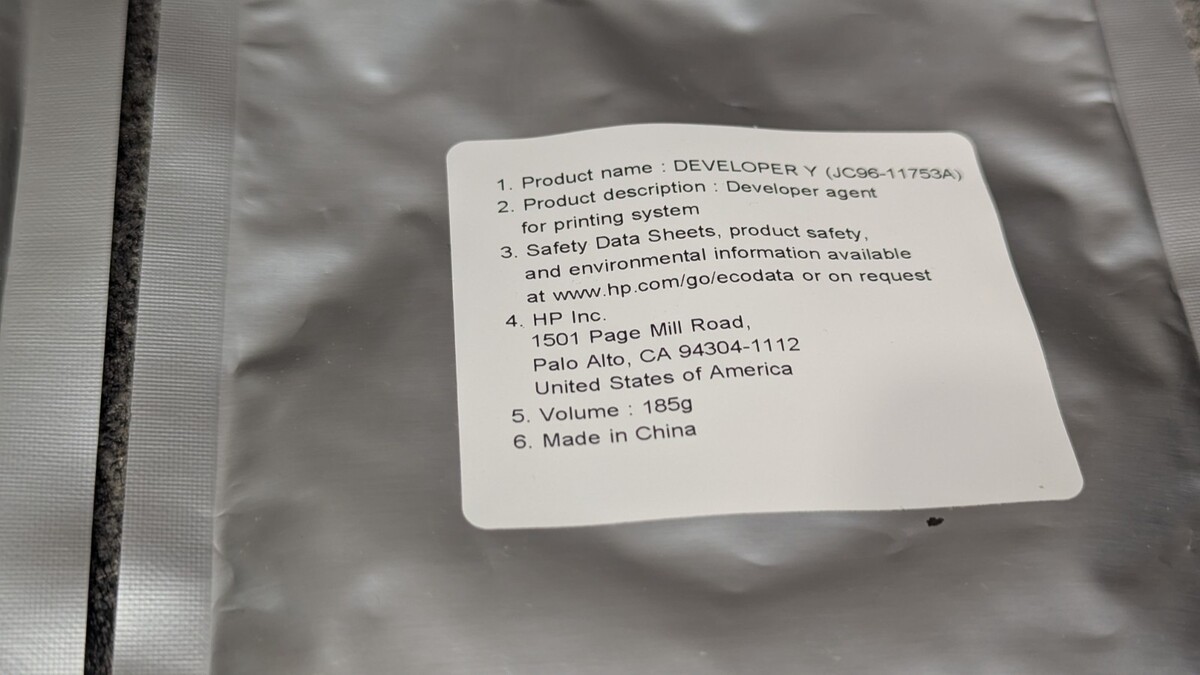 1. Product name : DEVELOPER Y (JC96-11753A)
2. Product description : Developer agent
for printing system
3. Safety Data Sheets, product safety,
and environmental information available
at www.hp.com/go/ecodata or on request
4. HP Inc.
1501 Page Mill Road,
Palo Alto, CA 94304-1112
United States of America
5. Volume : 185g
6. Made in China